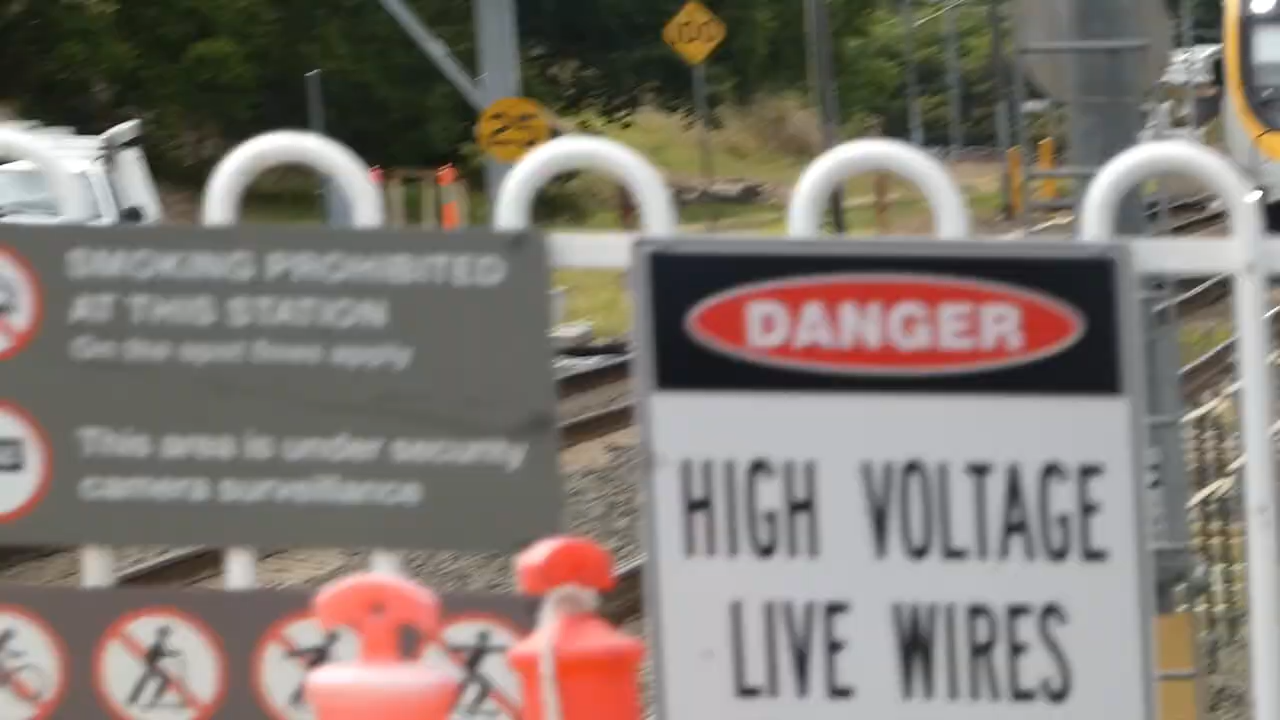 25
SMOKING PROHIBITED
AT THIS STATION
On the spot fines apply
This area is under security
camera surveillance
DANGER
HIGH VOLTAGE
LIVE WIRES